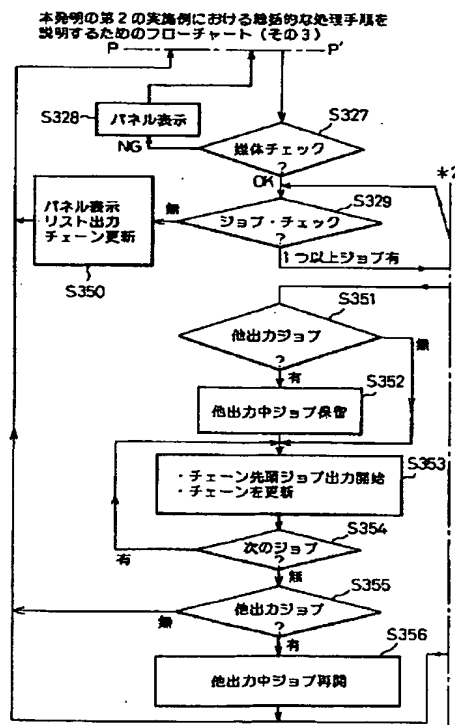 本発明の第2の実施例における総括的な処理手順を
説明するためのフローチャート(その3)
P
P'
S327
S328
パネル表示
NG
媒体チェック
?
OK
*2
S329
パネル表示
リスト出力
チェーン更新
無
ジョブ・チェック
?
1つ以上ジョブ有
S350
S351
他出力ジョブ
?
無
有
S352
他出力中ジョブ保留
S353
・チェーン先頭ジョブ出力開始
・チェーンを更新
S354
次のジョブ
?
有
無
S355
他出力ジョブ
?
無
有
S356
他出力中ジョブ再開